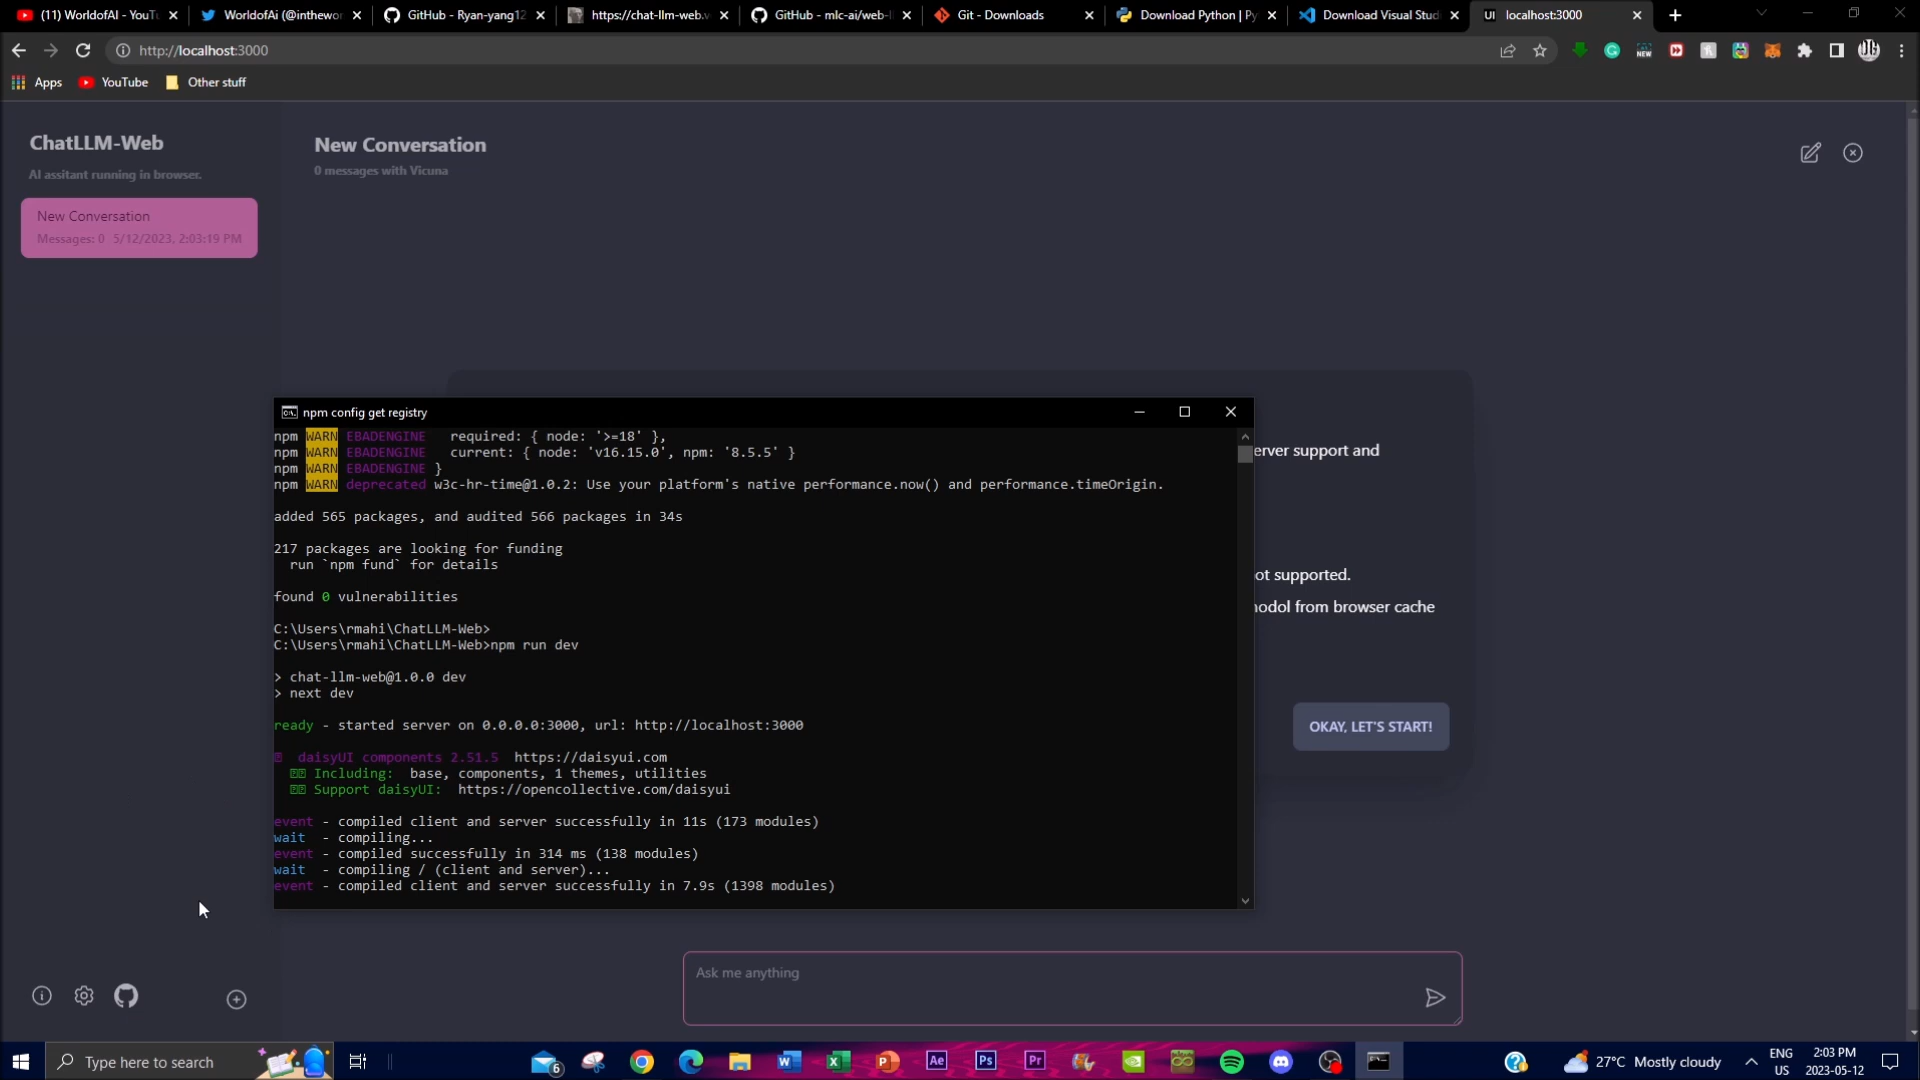 (11) WorldofAI - YouTu
WorldofAi (@inthewor
GitHub - Ryan-yang12
https://chat-llm-web.v
GitHub - mlc-ai/web-l
Git - Downloads
Download Python | Py
Download Visual Stud
localhost:3000
http://localhost:3000
Apps
YouTube
Other stuff
ChatLLM-Web
AI assitant running in browser.
New Conversation
Messages: 0 5/12/2023, 2:03:19 PM
New Conversation
0 messages with Vicuna
erver support and
ot supported.
nodol from browser cache
OKAY, LET'S START!
npm config get registry
npm WARN EBADENGINE required: { node: '>=18' },
npm WARN EBADENGINE current: { node: 'v16.15.0', npm: '8.5.5' }
npm WARN EBADENGINE }
npm WARN deprecated w3c-hr-time@1.0.2: Use your platform's native performance.now() and performance.timeOrigin.
added 565 packages, and audited 566 packages in 34s
217 packages are looking for funding
run `npm fund` for details
found 0 vulnerabilities
C:\Users\rmahi\ChatLLM-Web>
C:\Users\rmahi\ChatLLM-Web>npm run dev
> chat-llm-web@1.0.0 dev
> next dev
ready - started server on 0.0.0.0:3000, url: http://localhost:3000
daisyUI components 2.51.5 https://daisyui.com
Including: base, components, 1 themes, utilities
Support daisyUI: https://opencollective.com/daisyui
event - compiled client and server successfully in 11s (173 modules)
wait - compiling...
event - compiled successfully in 314 ms (138 modules)
wait - compiling / (client and server)...
event - compiled client and server successfully in 7.9s (1398 modules)
Ask me anything
Type here to search
6
Ae
Ps
Pr
27°C Mostly cloudy
ENG
US
2:03 PM
2023-05-12